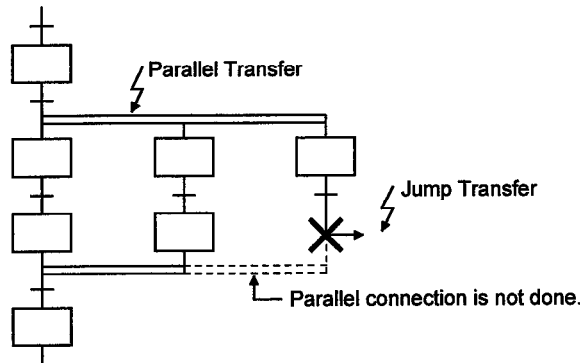 Parallel Transfer
Jump Transfer
Parallel connection is not done.